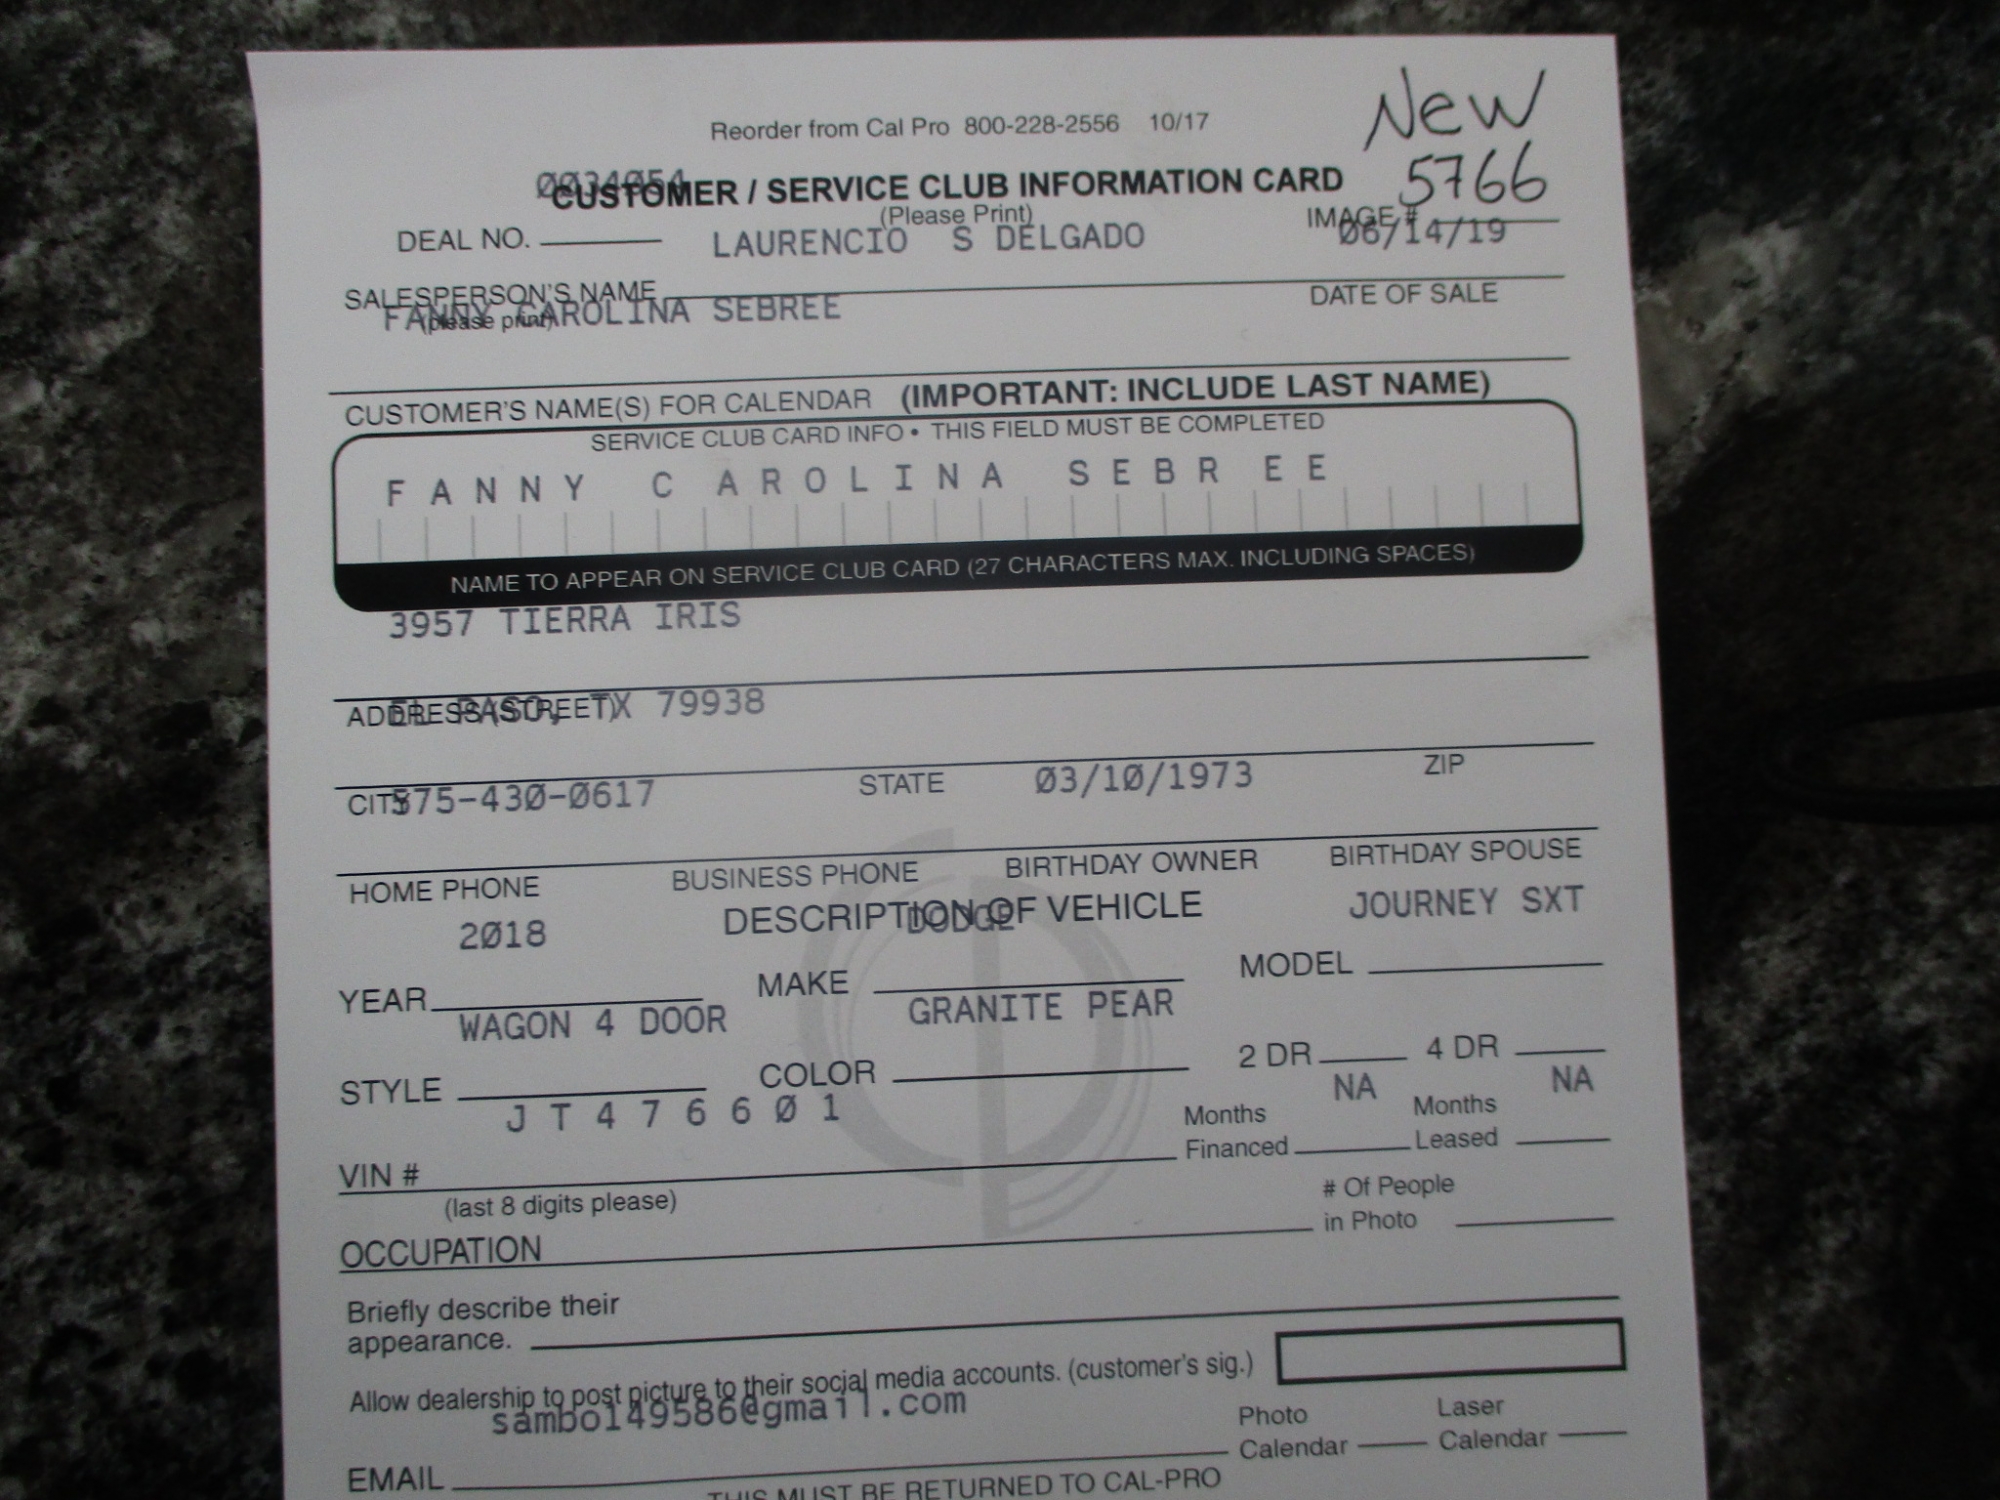 New
Reorder from Cal Pro 800-228-2556 10/17
5766
0034054
CUSTOMER / SERVICE CLUB INFORMATION CARD
(Please Print)
DEAL NO. LAURENCIO S DELGADO IMAGE # 06/14/19
SALESPERSON'S NAME DATE OF SALE
(please print)
FANNY CAROLINA SEBREE
CUSTOMER'S NAME(S) FOR CALENDAR (IMPORTANT: INCLUDE LAST NAME)
SERVICE CLUB CARD INFO • THIS FIELD MUST BE COMPLETED
FANNY CAROLINA SEBREE
NAME TO APPEAR ON SERVICE CLUB CARD (27 CHARACTERS MAX. INCLUDING SPACES)
3957 TIERRA IRIS
ADDRESS (STREET)
EL PASO, TX 79938
CITY STATE ZIP
575-430-0617 03/10/1973
HOME PHONE BUSINESS PHONE BIRTHDAY OWNER BIRTHDAY SPOUSE
DESCRIPTION OF VEHICLE
2018 DODGE JOURNEY SXT
YEAR MAKE MODEL
WAGON 4 DOOR GRANITE PEAR
STYLE COLOR 2 DR 4 DR
JT476601 NA NA
VIN # Months Financed Months Leased
(last 8 digits please)
# Of People in Photo
OCCUPATION
Briefly describe their
appearance.
Allow dealership to post picture to their social media accounts. (customer's sig.)
sambo149586@gmail.com
EMAIL Photo Calendar Laser Calendar
THIS MUST BE RETURNED TO CAL-PRO